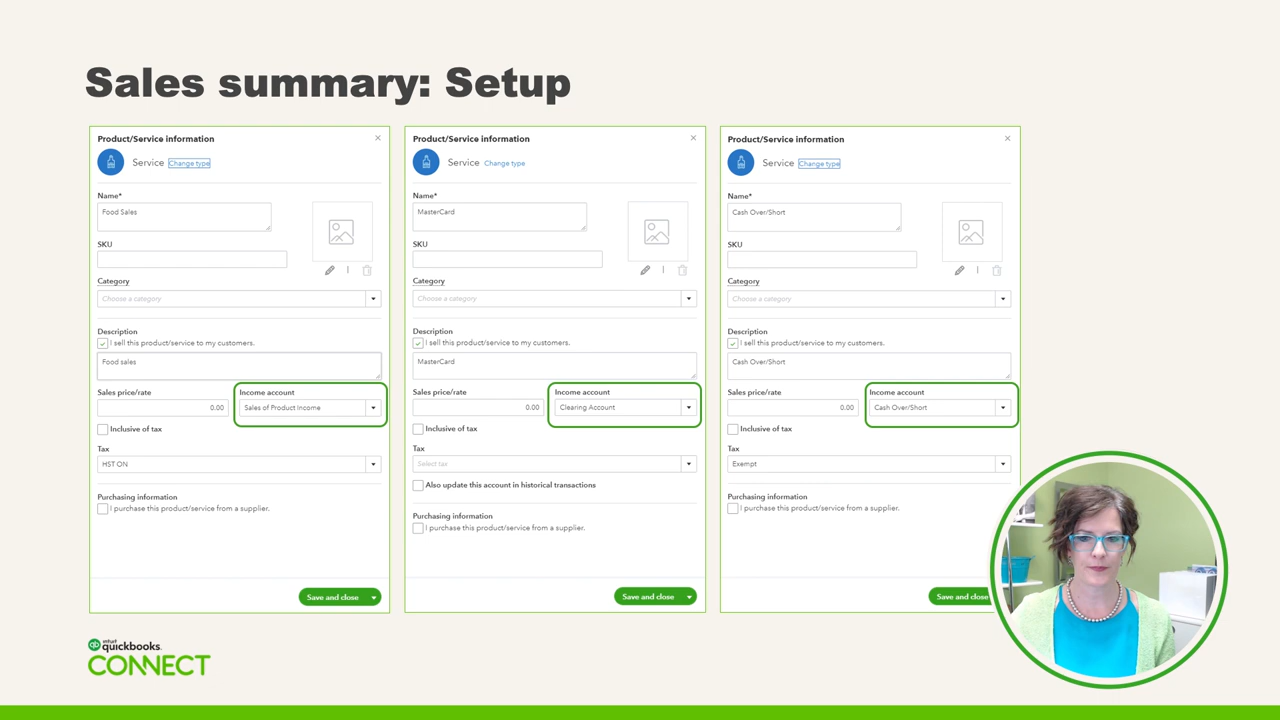 Sales summary: Setup
Product/Service information
Service Change type
Name*
Food Sales
SKU
Category
Choose a category
Description
I sell this product/service to my customers.
Food sales
Sales price/rate
Income account
0.00
Sales of Product Income
Inclusive of tax
Tax
HST ON
Purchasing information
I purchase this product/service from a supplier.
Save and close
Product/Service information
Service Change type
Name*
MasterCard
SKU
Category
Choose a category
Description
I sell this product/service to my customers.
MasterCard
Sales price/rate
Income account
0.00
Clearing Account
Inclusive of tax
Tax
Select tax
Also update this account in historical transactions
Purchasing information
I purchase this product/service from a supplier.
Save and close
Product/Service information
Service Change type
Name*
Cash Over/Short
SKU
Category
Choose a category
Description
I sell this product/service to my customers.
Cash Over/Short
Sales price/rate
Income account
0.00
Cash Over/Short
Inclusive of tax
Tax
Exempt
Purchasing information
I purchase this product/service from a supplier.
Save and close
intuit
qb quickbooks.
CONNECT